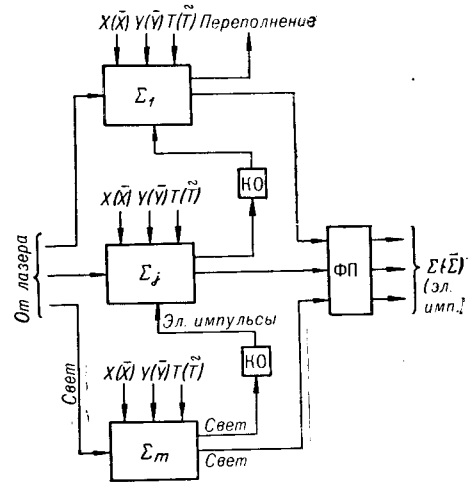 X(X̄) Y(Ȳ) T(T̃) Переполнение
Σ₁
КО
X(X̄) Y(Ȳ) T(T̃)
Σⱼ
ФП
Σ(Σ̄)
(эл.
имп.)
От лазера
Эл. импульсы
КО
Свет
X(X̄) Y(Ȳ) T(T̃)
Σₘ
Свет
Свет